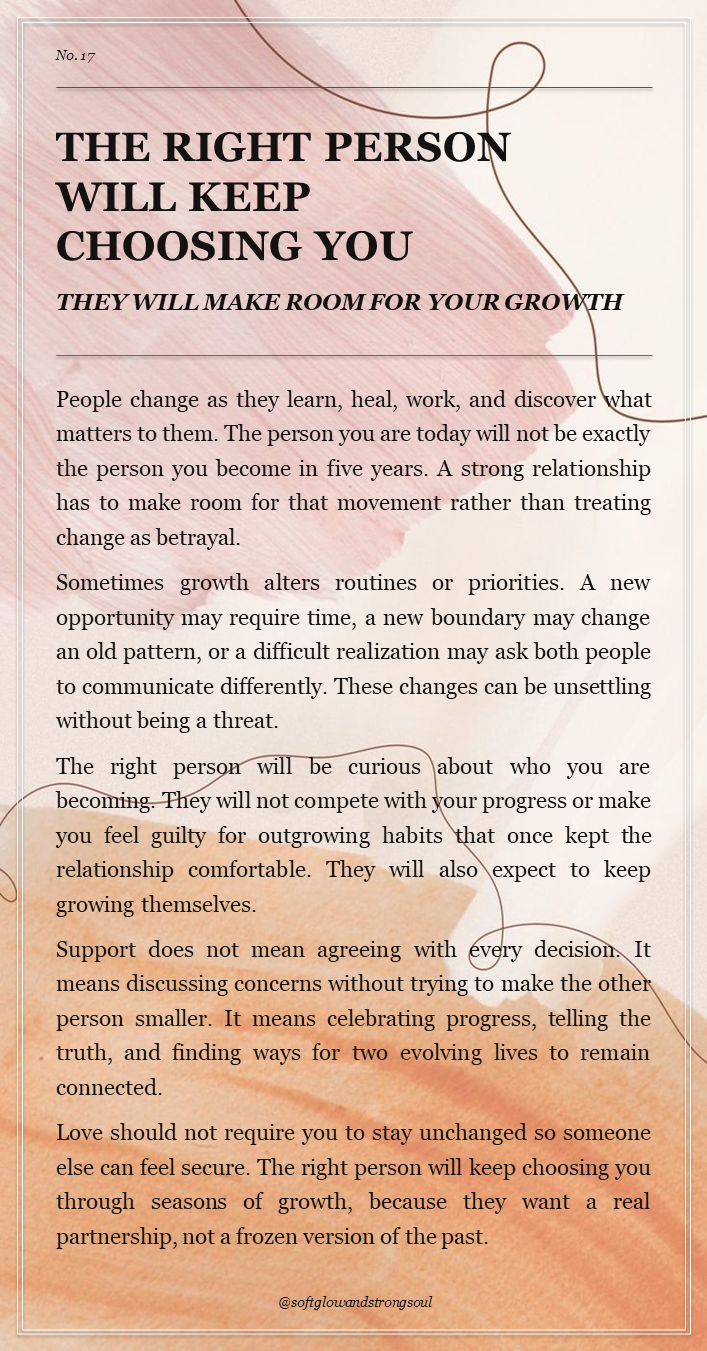 No.17
THE RIGHT PERSON
WILL KEEP
CHOOSING YOU
THEY WILL MAKE ROOM FOR YOUR GROWTH
People change as they learn, heal, work, and discover what
matters to them. The person you are today will not be exactly
the person you become in five years. A strong relationship
has to make room for that movement rather than treating
change as betrayal.
Sometimes growth alters routines or priorities. A new
opportunity may require time, a new boundary may change
an old pattern, or a difficult realization may ask both people
to communicate differently. These changes can be unsettling
without being a threat.
The right person will be curious about who you are
becoming. They will not compete with your progress or make
you feel guilty for outgrowing habits that once kept the
relationship comfortable. They will also expect to keep
growing themselves.
Support does not mean agreeing with every decision. It
means discussing concerns without trying to make the other
person smaller. It means celebrating progress, telling the
truth, and finding ways for two evolving lives to remain
connected.
Love should not require you to stay unchanged so someone
else can feel secure. The right person will keep choosing you
through seasons of growth, because they want a real
partnership, not a frozen version of the past.
@softglowandstrongsoul